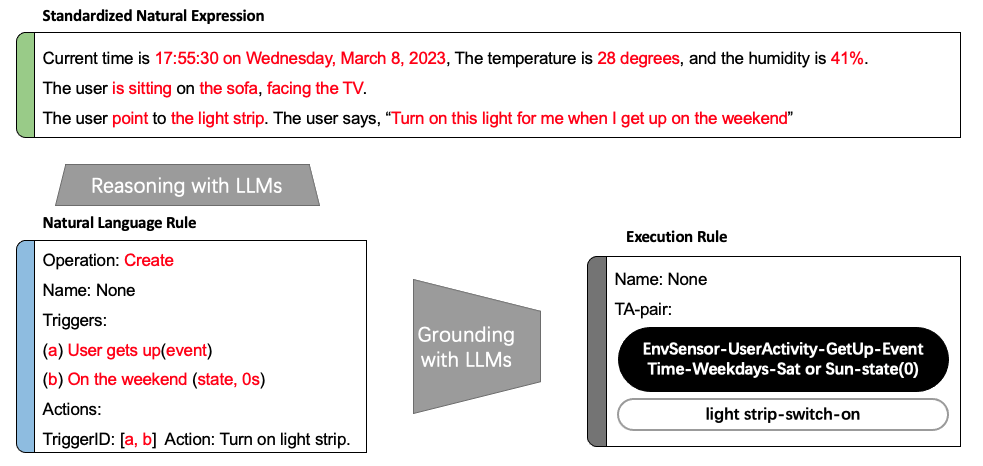 Standardized Natural Expression
Current time is 17:55:30 on Wednesday, March 8, 2023, The temperature is 28 degrees, and the humidity is 41%.
The user is sitting on the sofa, facing the TV.
The user point to the light strip. The user says, “Turn on this light for me when I get up on the weekend”
Reasoning with LLMs
Natural Language Rule
Operation: Create
Name: None
Triggers:
(a) User gets up(event)
(b) On the weekend (state, 0s)
Actions:
TriggerID: [a, b] Action: Turn on light strip.
Grounding
with LLMs
Execution Rule
Name: None
TA-pair:
EnvSensor-UserActivity-GetUp-Event
Time-Weekdays-Sat or Sun-state(0)
light strip-switch-on